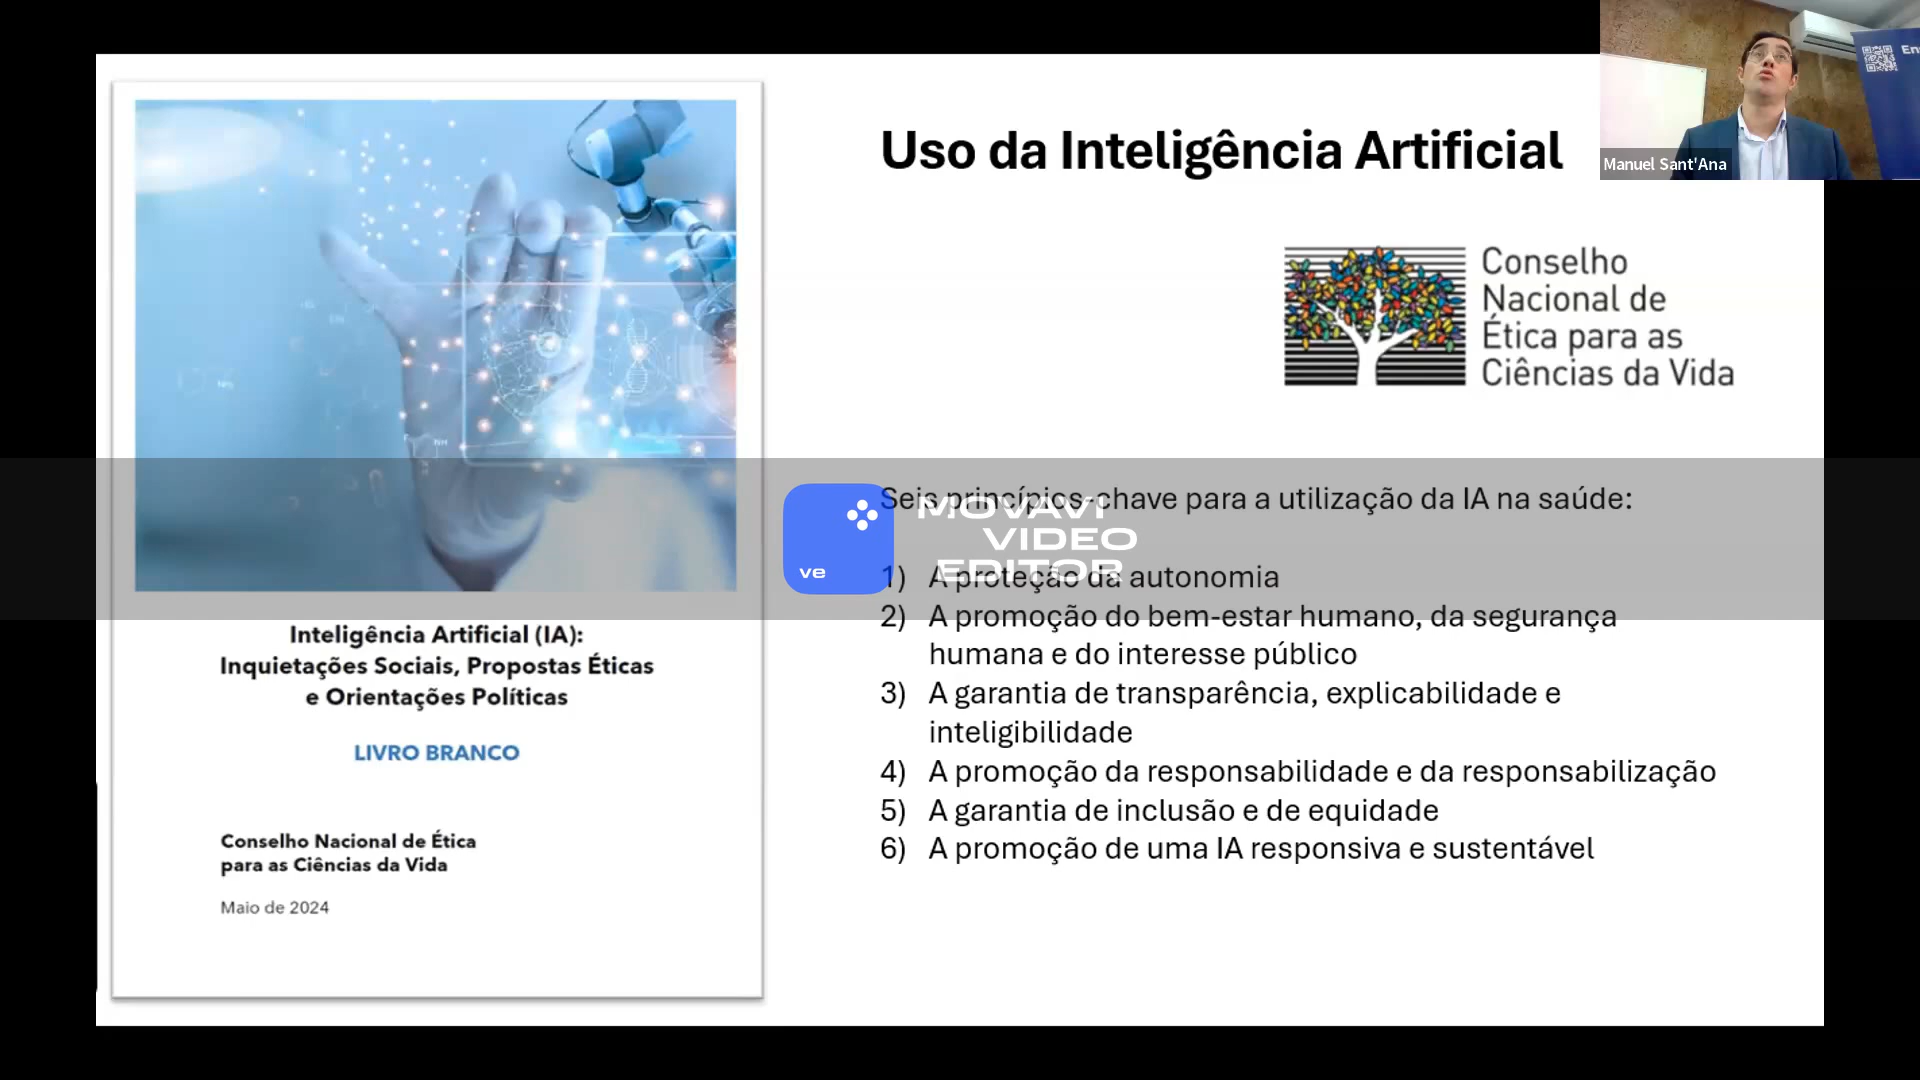 Uso da Inteligência Artificial
Manuel Sant'Ana
En
Conselho
Nacional de
Ética para as
Ciências da Vida
Seis princípios-chave para a utilização da IA na saúde:
1) A proteção da autonomia
2) A promoção do bem-estar humano, da segurança
humana e do interesse público
3) A garantia de transparência, explicabilidade e
inteligibilidade
4) A promoção da responsabilidade e da responsabilização
5) A garantia de inclusão e de equidade
6) A promoção de uma IA responsiva e sustentável
ve
MOVAVI
VIDEO
EDITOR
Inteligência Artificial (IA):
Inquietações Sociais, Propostas Éticas
e Orientações Políticas
LIVRO BRANCO
Conselho Nacional de Ética
para as Ciências da Vida
Maio de 2024